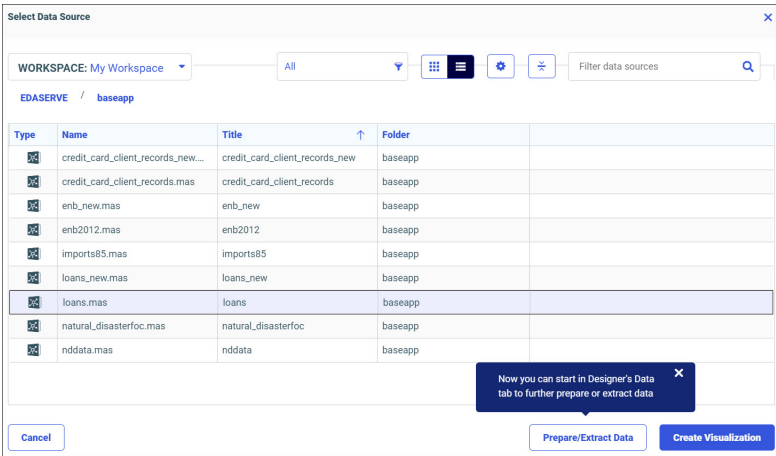 Select Data Source
WORKSPACE: My Workspace
All
Filter data sources
EDASERVE / baseapp
Type Name Title Folder
credit_card_client_records_new.... credit_card_client_records_new baseapp
credit_card_client_records.mas credit_card_client_records baseapp
enb_new.mas enb_new baseapp
enb2012.mas enb2012 baseapp
imports85.mas imports85 baseapp
loans_new.mas loans_new baseapp
loans.mas loans baseapp
natural_disasterfoc.mas natural_disasterfoc baseapp
nddata.mas nddata baseapp
Now you can start in Designer's Data
tab to further prepare or extract data
Cancel Prepare/Extract Data Create Visualization